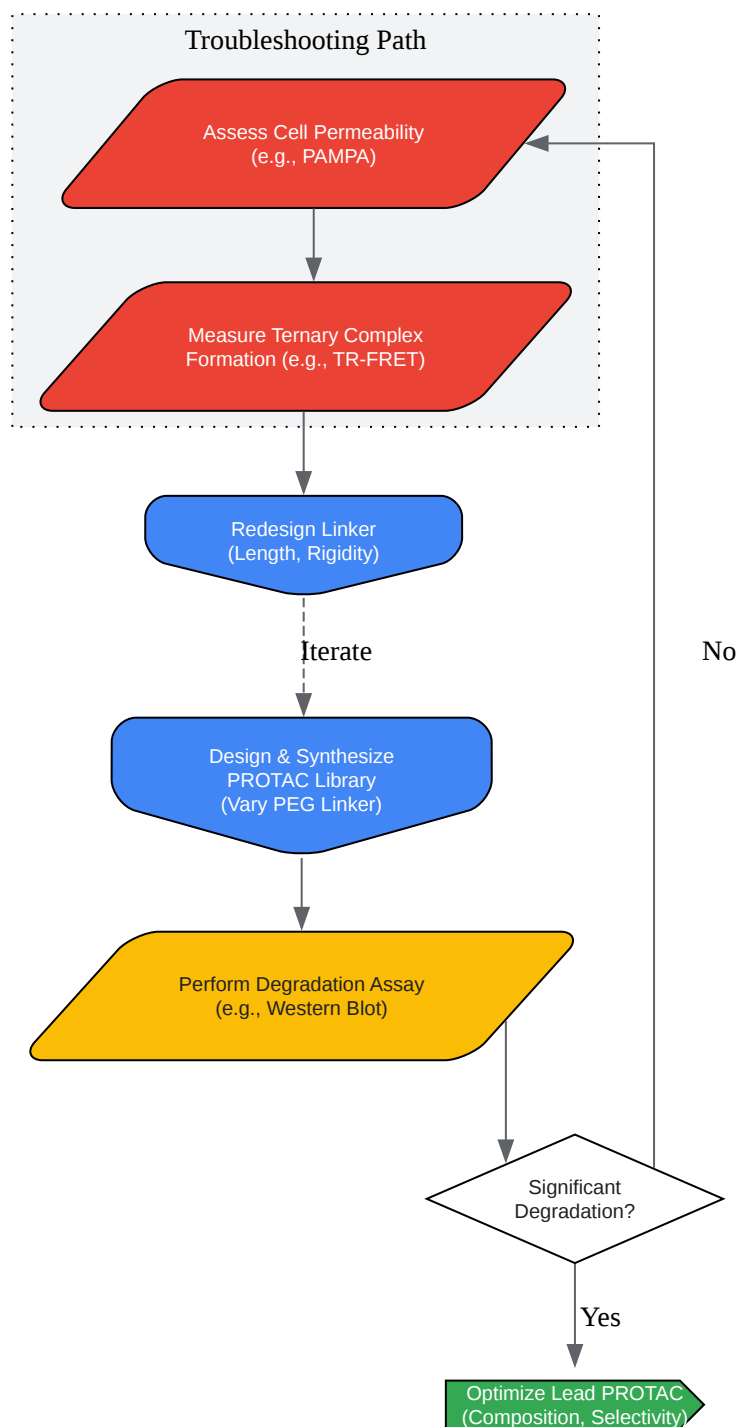 Troubleshooting Path
Assess Cell Permeability
(e.g., PAMPA)
Measure Ternary Complex
Formation (e.g., TR-FRET)
Redesign Linker
(Length, Rigidity)
Iterate
No
Design & Synthesize
PROTAC Library
(Vary PEG Linker)
Perform Degradation Assay
(e.g., Western Blot)
Significant
Degradation?
Yes
Optimize Lead PROTAC
(Composition, Selectivity)